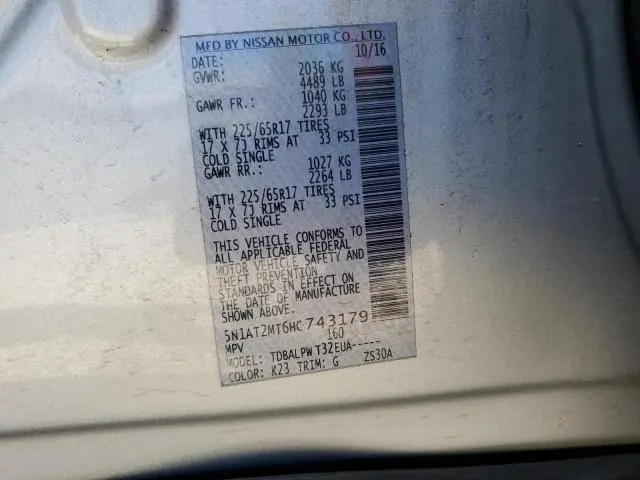 MFD BY NISSAN MOTOR CO., LTD.
DATE: 10/16
GVWR: 2036 KG
4489 LB
GAWR FR.: 1040 KG
2293 LB
WITH 225/65R17 TIRES
17 X 7J RIMS AT 33 PSI
COLD SINGLE
GAWR RR.: 1027 KG
2264 LB
WITH 225/65R17 TIRES
17 X 7J RIMS AT 33 PSI
COLD SINGLE
THIS VEHICLE CONFORMS TO
ALL APPLICABLE FEDERAL
MOTOR VEHICLE SAFETY AND
THEFT PREVENTION
STANDARDS IN EFFECT ON
THE DATE OF MANUFACTURE
SHOWN ABOVE.
5N1AT2MT6HC743179
MPV 160
MODEL: TDBALPWT32EUA-----
COLOR: K23 TRIM: G ZS30A